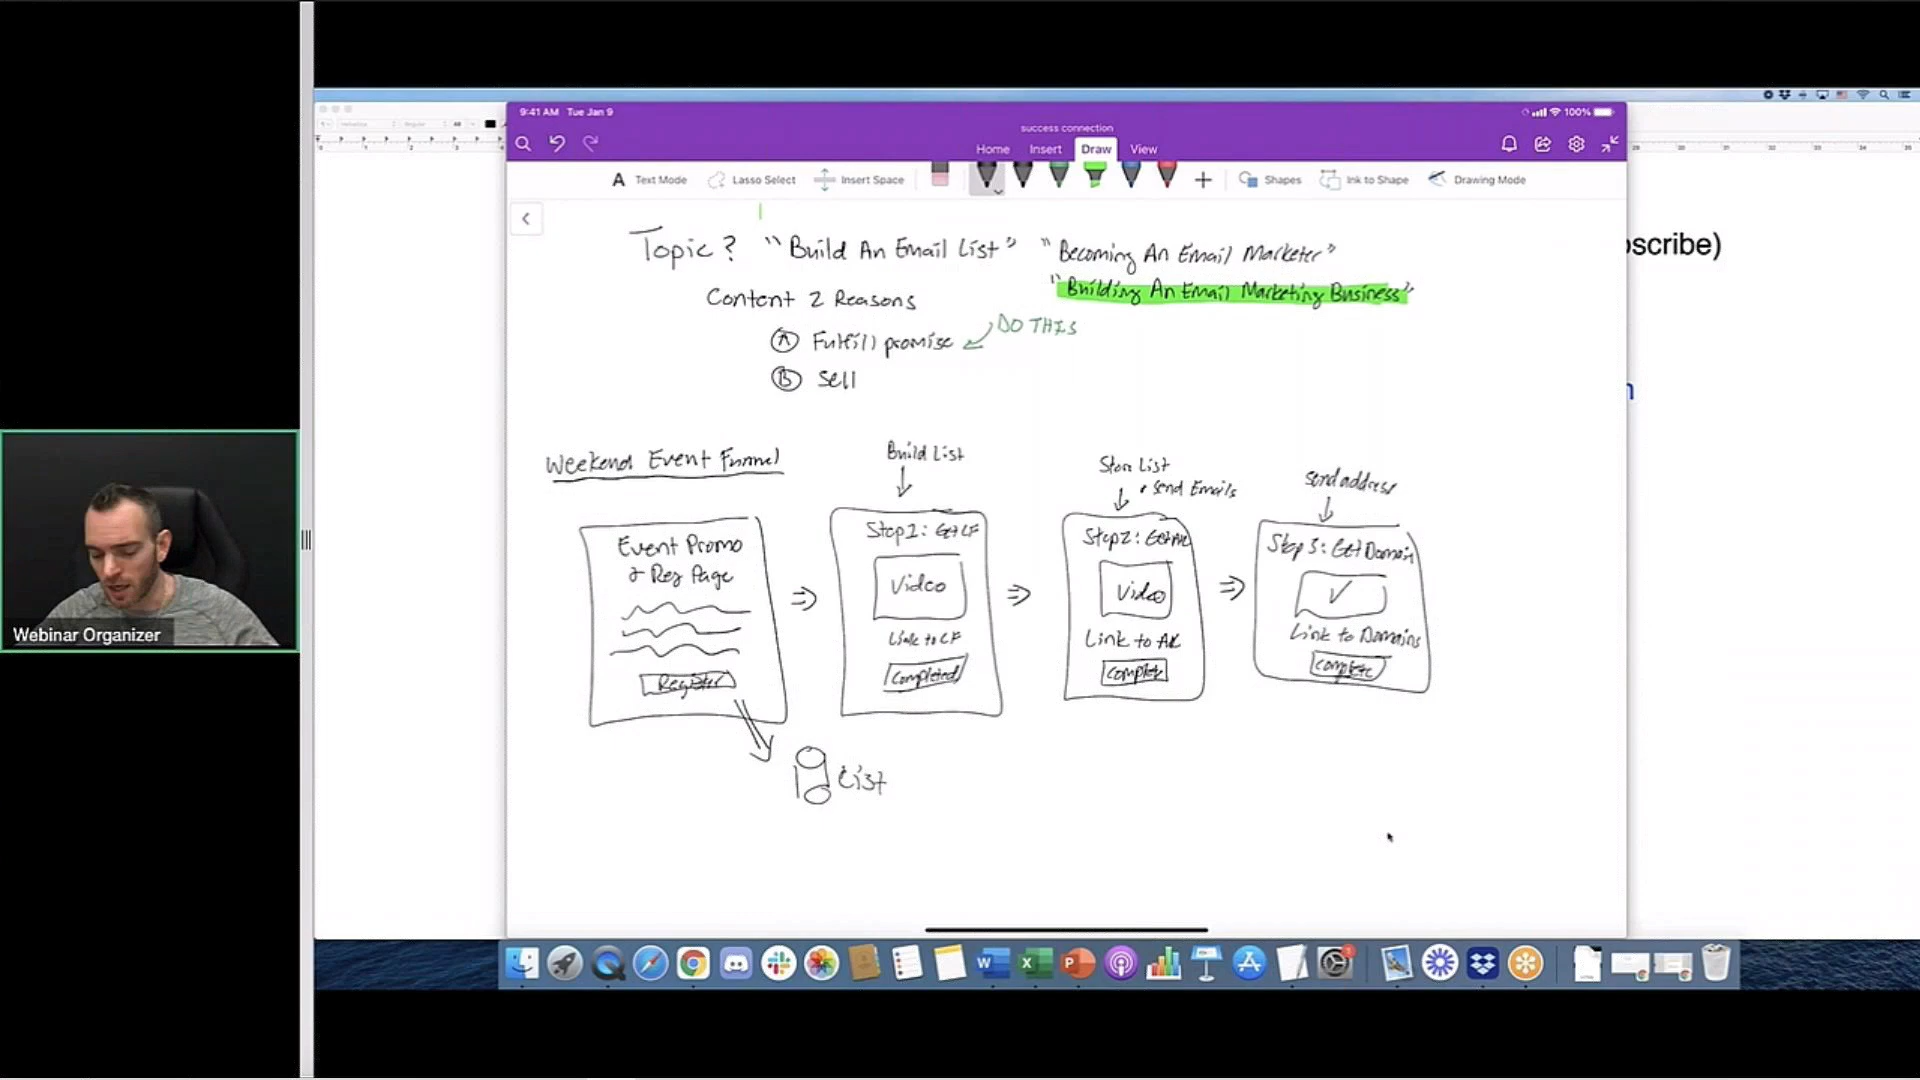 9:41 AM Tue Jan 9
100%
success connection
Home Insert Draw View
Text Mode Lasso Select Insert Space Shapes Ink to Shape Drawing Mode
Topic? "Build An Email List" "Becoming An Email Marketer"
"Building An Email Marketing Business"
Content 2 Reasons
DO THIS
A Fulfill promise
B Sell
scribe)
Weekend Event Funnel
Build List
Store List
• Send Emails
Send address
Event Promo
& Reg Page
Register
Step 1: Get CF
Video
Link to CF
Completed
Step 2: Get AR
Video
Link to AR
Complete
Step 3: Get Domain
Link to Domains
Complete
List
Webinar Organizer